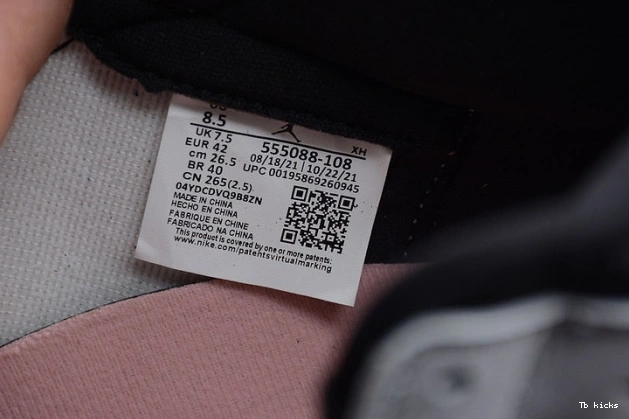 8.5
UK 7.5
EUR 42
cm 26.5
BR 40
CN 265(2.5)
XH
555088-108
08/18/21 | 10/22/21
UPC 00195869260945
04YDCDVQ9B8ZN
MADE IN CHINA
HECHO EN CHINA
FABRIQUE EN CHINE
FABRICADO NA CHINA
This product is covered by one or more patents:
www.nike.com/patentsvirtualmarking
Tb kicks